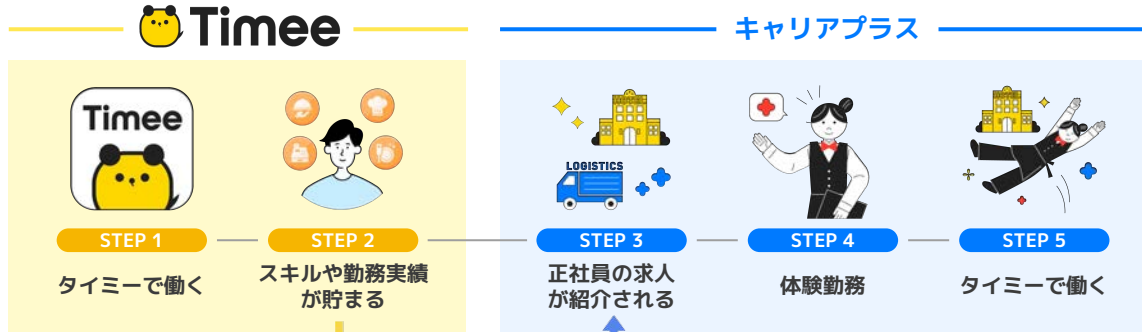 Timee
キャリアプラス
Timee
LOGISTICS
STEP 1
STEP 2
STEP 3
STEP 4
STEP 5
タイミーで働く
スキルや勤務実績
が貯まる
正社員の求人
が紹介される
体験勤務
タイミーで働く